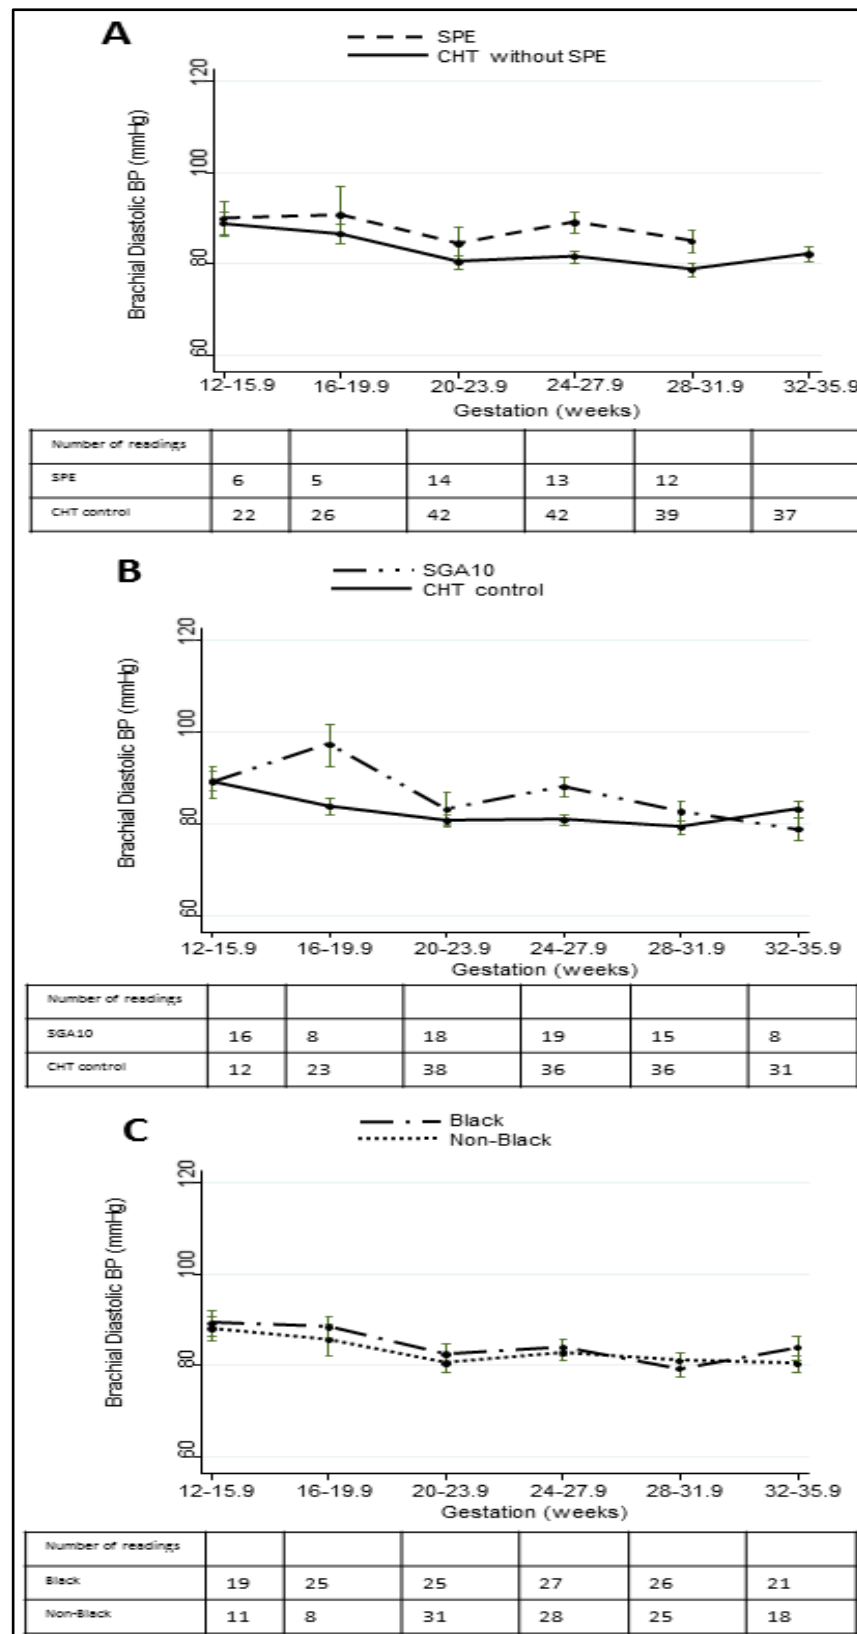 A
SPE
CHT without SPE
Brachial Diastolic BP (mmHg)
120
100
80
60
12-15.9 16-19.9 20-23.9 24-27.9 28-31.9 32-35.9
Gestation (weeks)
Number of readings
SPE 6 5 14 13 12
CHT control 22 26 42 42 39 37
B
SGA10
CHT control
Brachial Diastolic BP (mmHg)
120
100
80
60
12-15.9 16-19.9 20-23.9 24-27.9 28-31.9 32-35.9
Gestation (weeks)
Number of readings
SGA10 16 8 18 19 15 8
CHT control 12 23 38 36 36 31
C
Black
Non-Black
Brachial Diastolic BP (mmHg)
120
100
80
60
12-15.9 16-19.9 20-23.9 24-27.9 28-31.9 32-35.9
Gestation (weeks)
Number of readings
Black 19 25 25 27 26 21
Non-Black 11 8 31 28 25 18